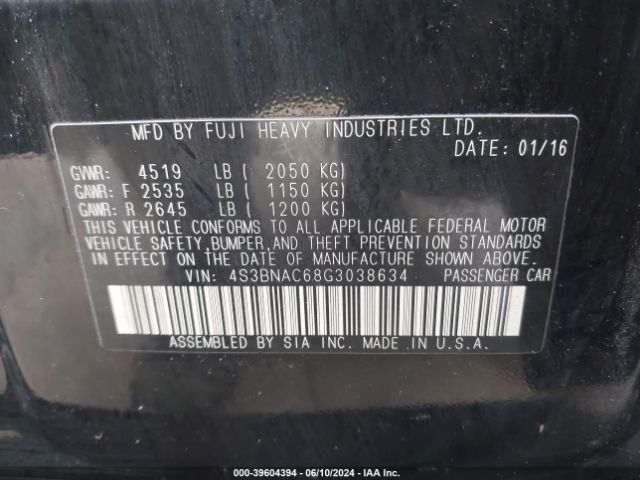 MFD BY FUJI HEAVY INDUSTRIES LTD.
DATE: 01/16
GVWR: 4519 LB ( 2050 KG)
GAWR: F 2535 LB ( 1150 KG)
GAWR: R 2645 LB ( 1200 KG)
THIS VEHICLE CONFORMS TO ALL APPLICABLE FEDERAL MOTOR
VEHICLE SAFETY, BUMPER, AND THEFT PREVENTION STANDARDS
IN EFFECT ON THE DATE OF MANUFACTURE SHOWN ABOVE.
VIN: 4S3BNAC68G3038634 PASSENGER CAR
ASSEMBLED BY SIA INC. MADE IN U.S.A.
000-39604394 - 06/10/2024 - IAA Inc.